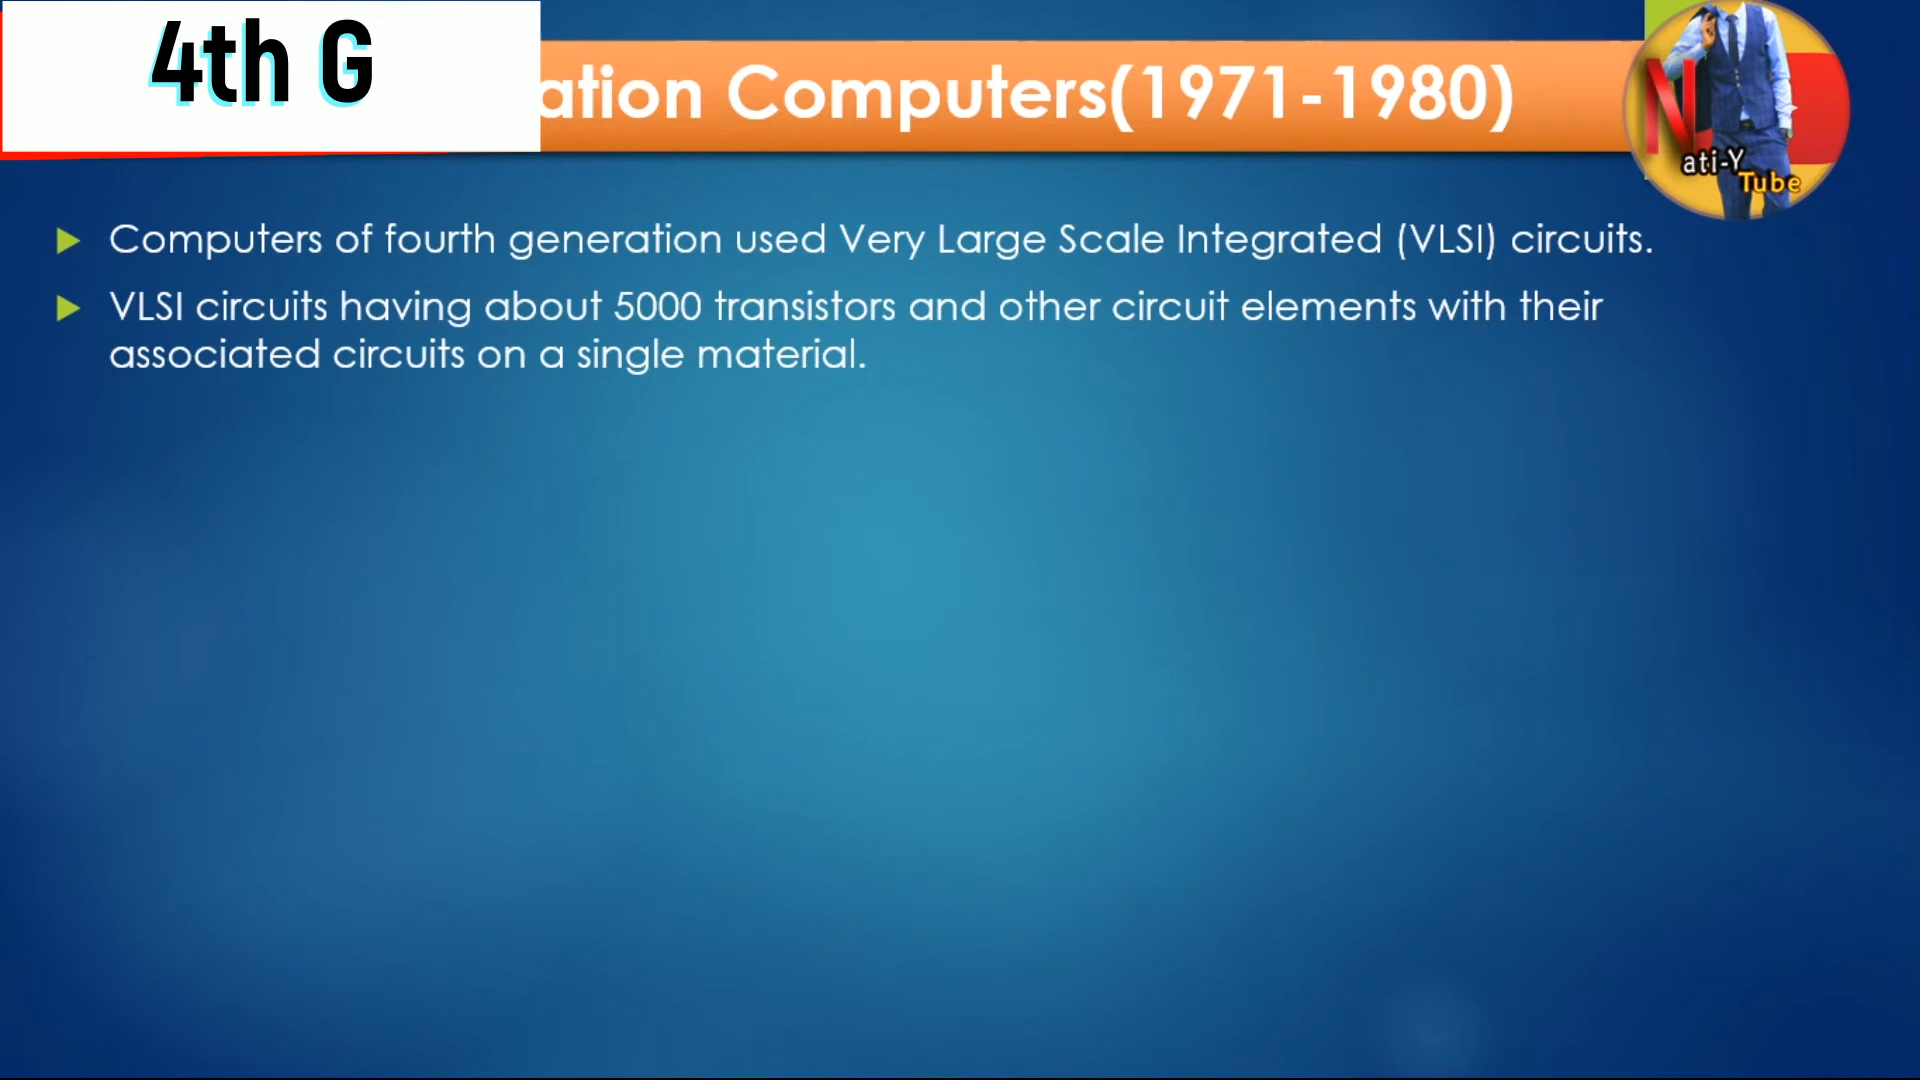 4th G
ation Computers(1971-1980)
N
ati-Y
Tube
Computers of fourth generation used Very Large Scale Integrated (VLSI) circuits.
VLSI circuits having about 5000 transistors and other circuit elements with their
associated circuits on a single material.